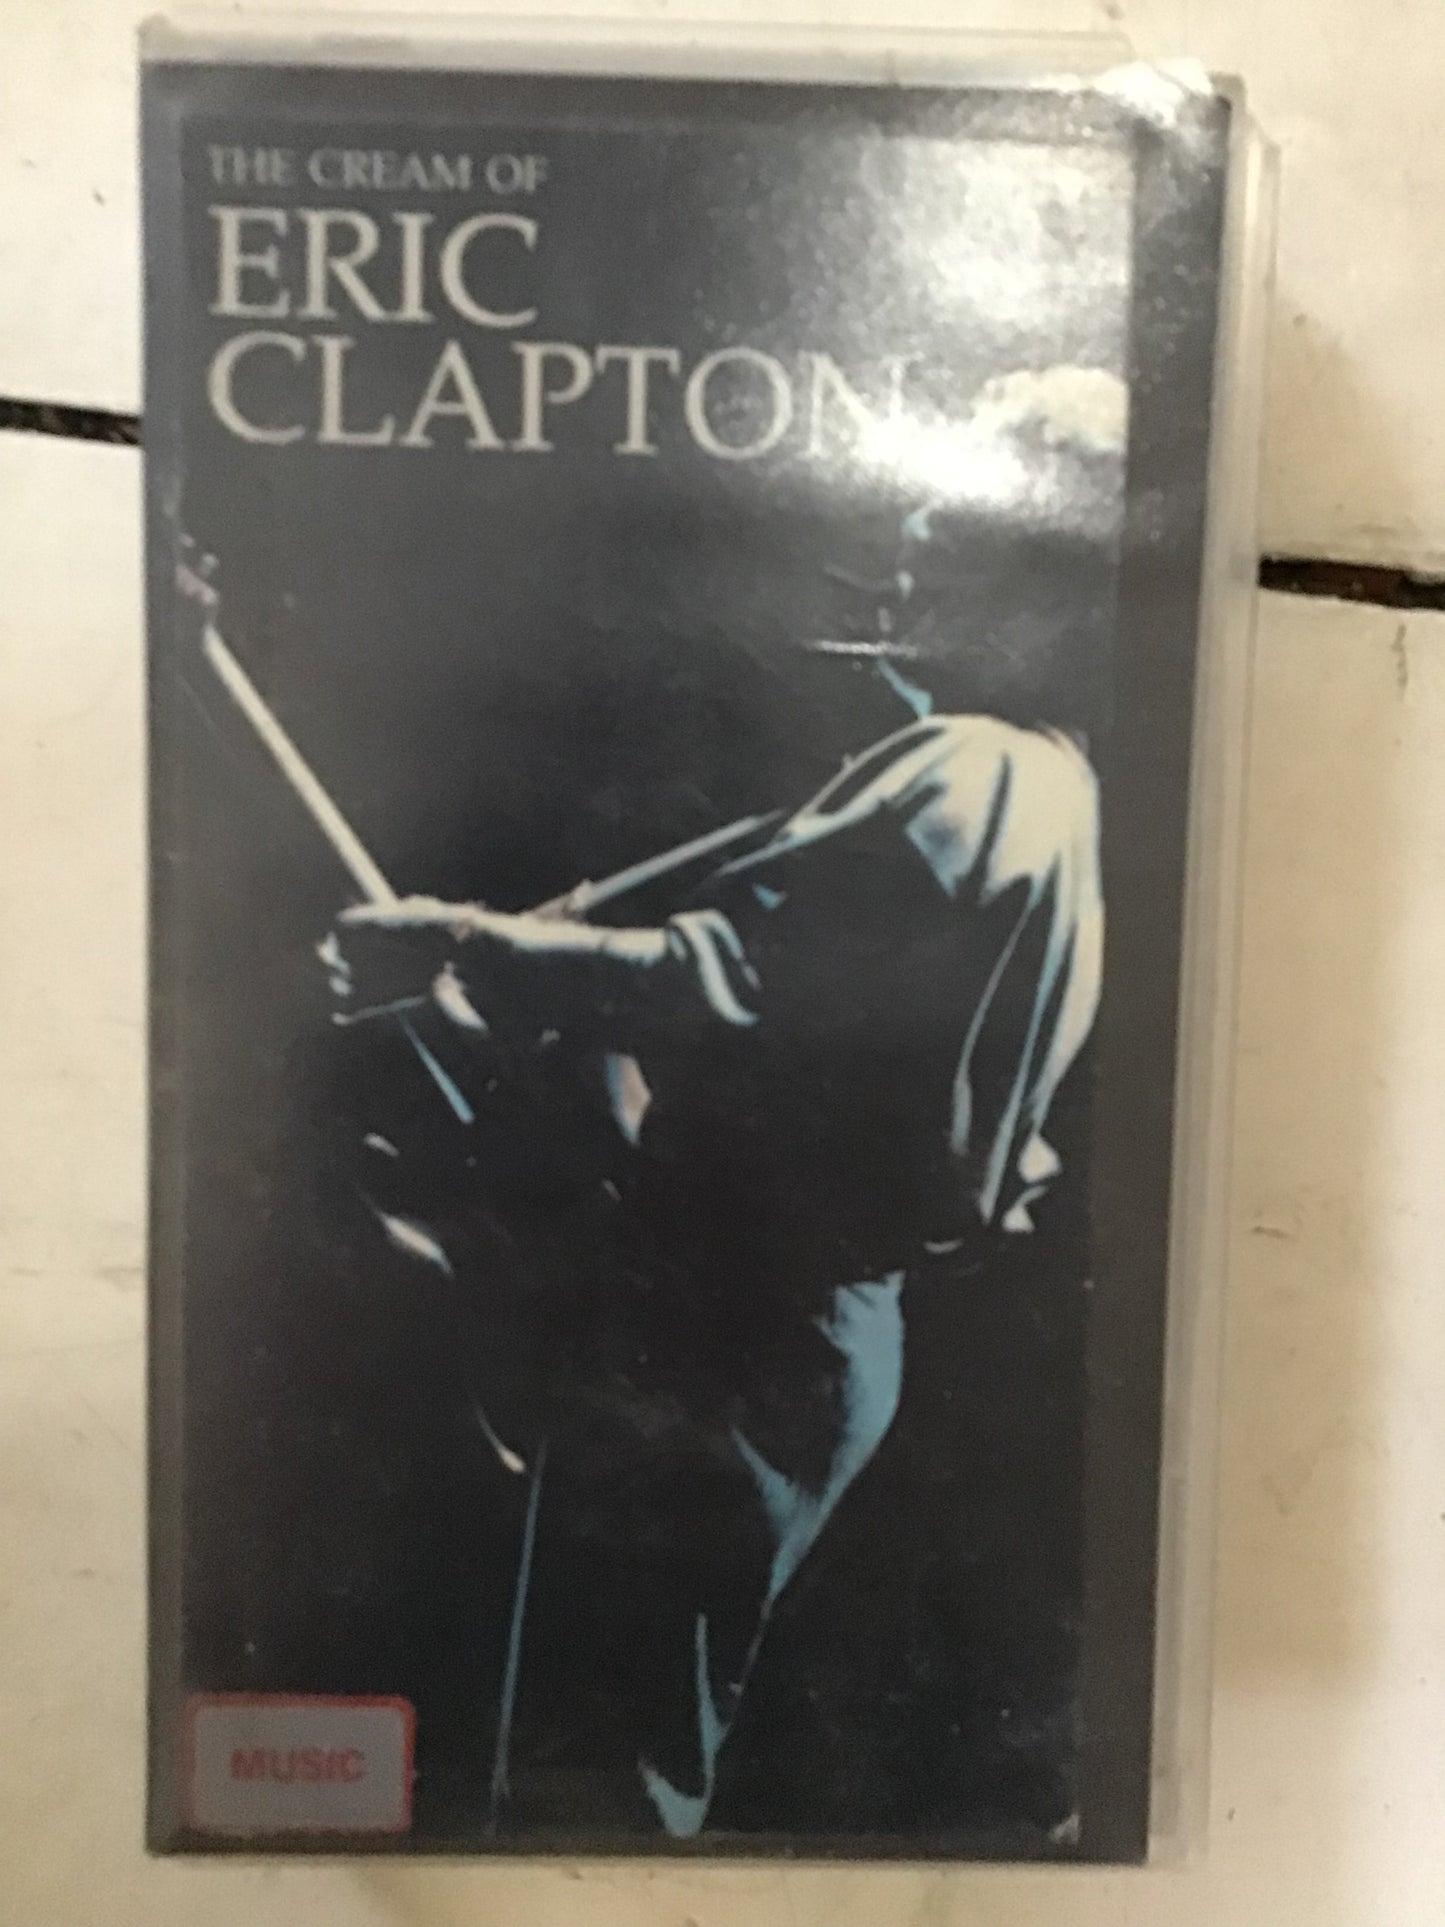 THE CREAM OF
ERIC
CLAPTON
MUSIC